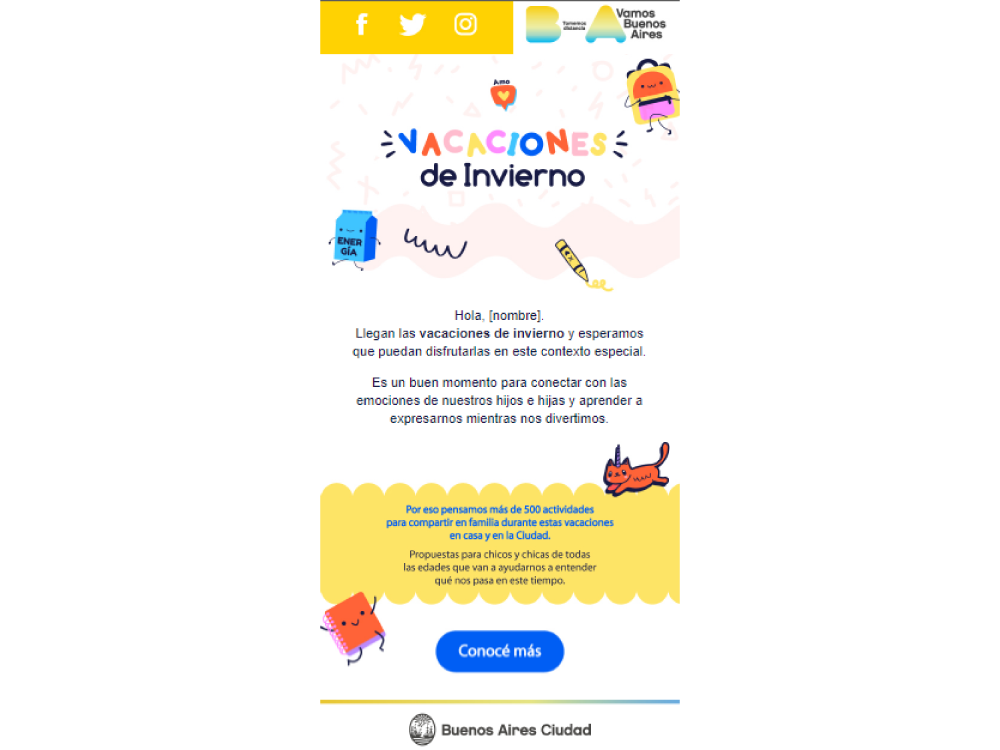 BA
Tomemos
distancia
Vamos
Buenos
Aires
Amo
VACACIONES
de Invierno
ENER
GÍA
Hola, [nombre].
Llegan las vacaciones de invierno y esperamos
que puedan disfrutarlas en este contexto especial.
Es un buen momento para conectar con las
emociones de nuestros hijos e hijas y aprender a
expresarnos mientras nos divertimos.
Por eso pensamos más de 500 actividades
para compartir en familia durante estas vacaciones
en casa y en la Ciudad.
Propuestas para chicos y chicas de todas
las edades que van a ayudarnos a entender
qué nos pasa en este tiempo.
Conocé más
Buenos Aires Ciudad